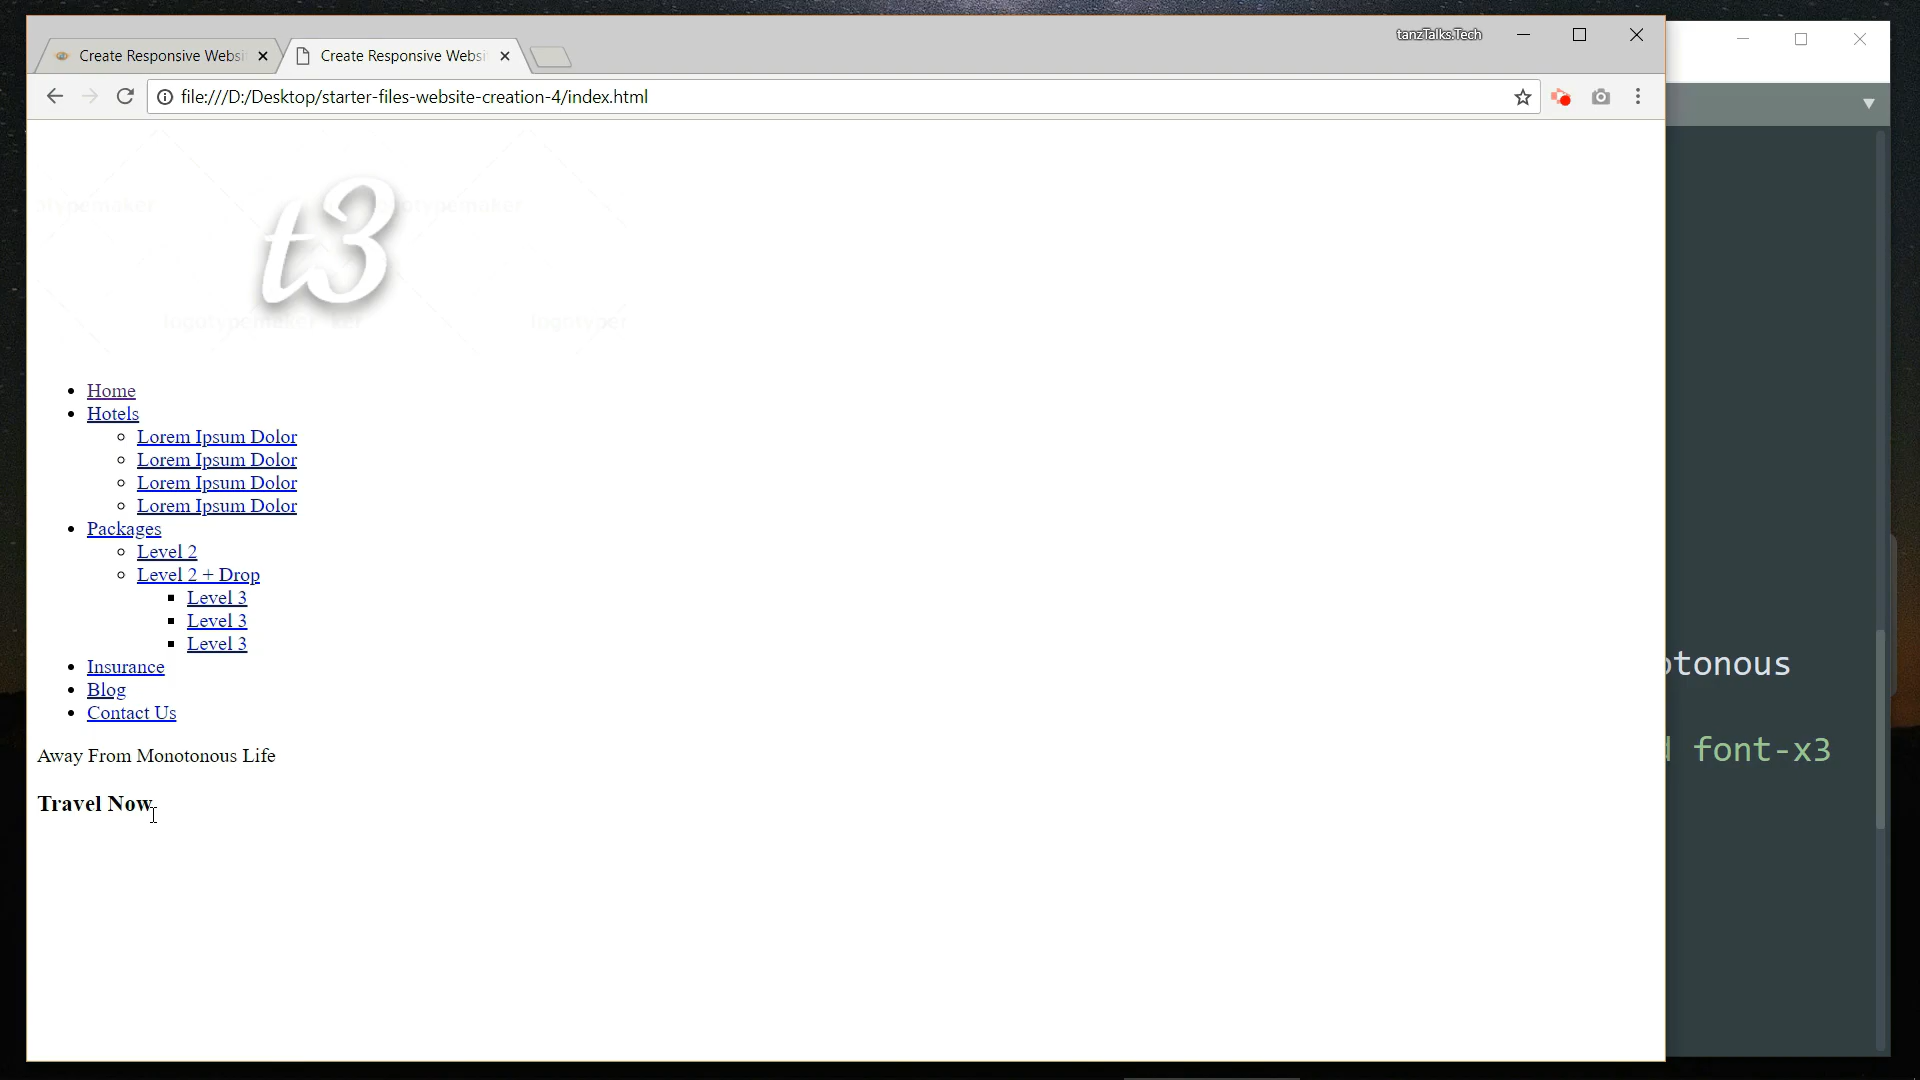 tanzTalks.Tech
Create Responsive Websi
Create Responsive Websi
file:///D:/Desktop/starter-files-website-creation-4/index.html
t3
Home
Hotels
Lorem Ipsum Dolor
Lorem Ipsum Dolor
Lorem Ipsum Dolor
Lorem Ipsum Dolor
Packages
Level 2
Level 2 + Drop
Level 3
Level 3
Level 3
Insurance
otonous
Blog
Contact Us
Away From Monotonous Life
font-x3
Travel Now